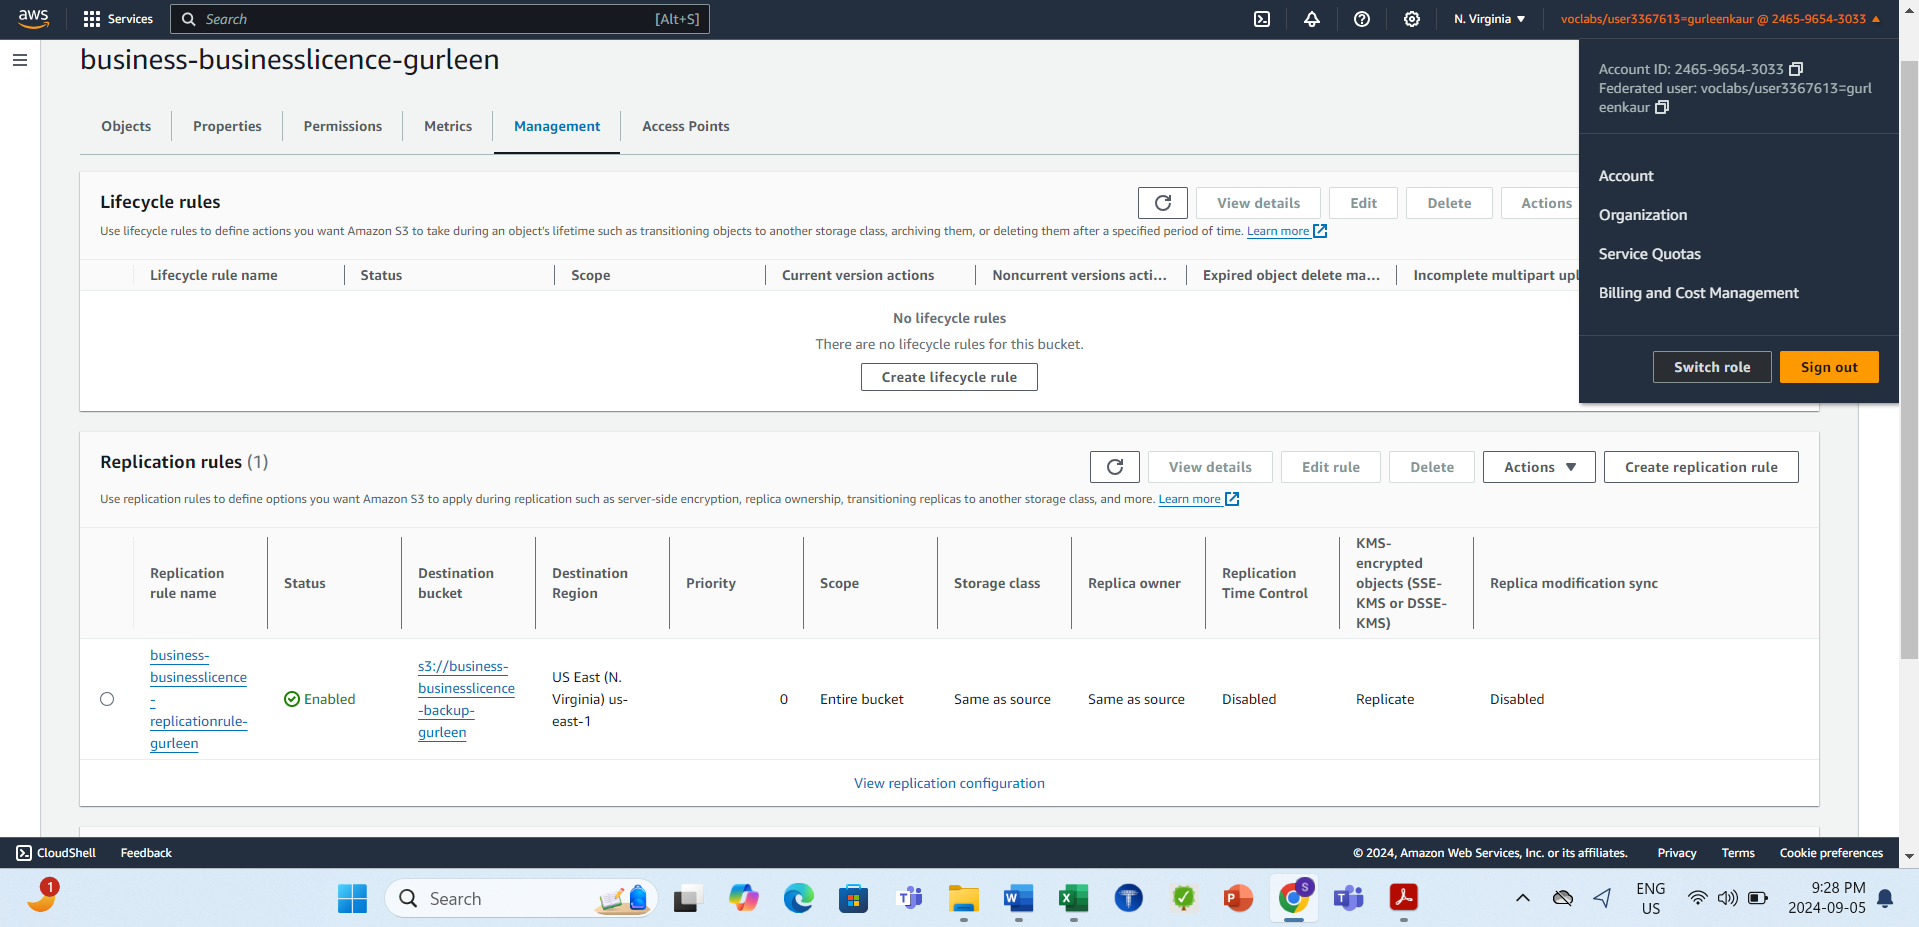 aws
Services
Search
[Alt+S]
N. Virginia
voclabs/user3367613=gurleenkaur @ 2465-9654-3033
Account ID: 2465-9654-3033
Federated user: voclabs/user3367613=gurl
eenkaur
Account
Organization
Service Quotas
Billing and Cost Management
Switch role
Sign out
business-businesslicence-gurleen
Objects
Properties
Permissions
Metrics
Management
Access Points
Lifecycle rules
View details
Edit
Delete
Actions
Use lifecycle rules to define actions you want Amazon S3 to take during an object's lifetime such as transitioning objects to another storage class, archiving them, or deleting them after a specified period of time. Learn more
Lifecycle rule name
Status
Scope
Current version actions
Noncurrent versions acti...
Expired object delete ma...
Incomplete multipart upl
No lifecycle rules
There are no lifecycle rules for this bucket.
Create lifecycle rule
Replication rules (1)
View details
Edit rule
Delete
Actions
Create replication rule
Use replication rules to define options you want Amazon S3 to apply during replication such as server-side encryption, replica ownership, transitioning replicas to another storage class, and more. Learn more
Replication
rule name
Status
Destination
bucket
Destination
Region
Priority
Scope
Storage class
Replica owner
Replication
Time Control
KMS-
encrypted
objects (SSE-
KMS or DSSE-
KMS)
Replica modification sync
business-
businesslicence
-
replicationrule-
gurleen
Enabled
s3://business-
businesslicence
-backup-
gurleen
US East (N.
Virginia) us-
east-1
0
Entire bucket
Same as source
Same as source
Disabled
Replicate
Disabled
View replication configuration
CloudShell
Feedback
© 2024, Amazon Web Services, Inc. or its affiliates.
Privacy
Terms
Cookie preferences
1
Search
S
ENG
US
9:28 PM
2024-09-05